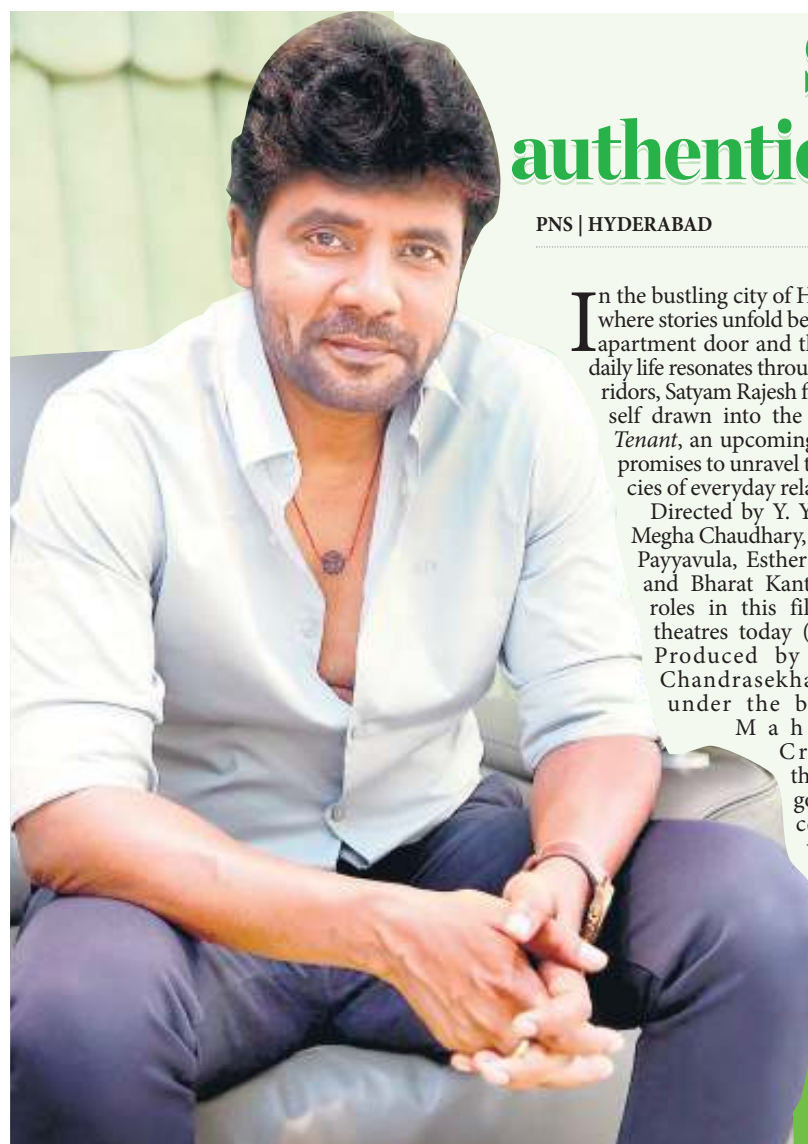 authentic
PNS | HYDERABAD
In the bustling city of H
where stories unfold be
apartment door and th
daily life resonates throu
ridors, Satyam Rajesh f
self drawn into the
Tenant, an upcoming
promises to unravel t
cies of everyday rela
Directed by Y. Y
Megha Chaudhary,
Payyavula, Esther
and Bharat Kant
roles in this fil
theatres today (
Produced by
Chandrasekha
under the b
Mah
Cr
th
go
c